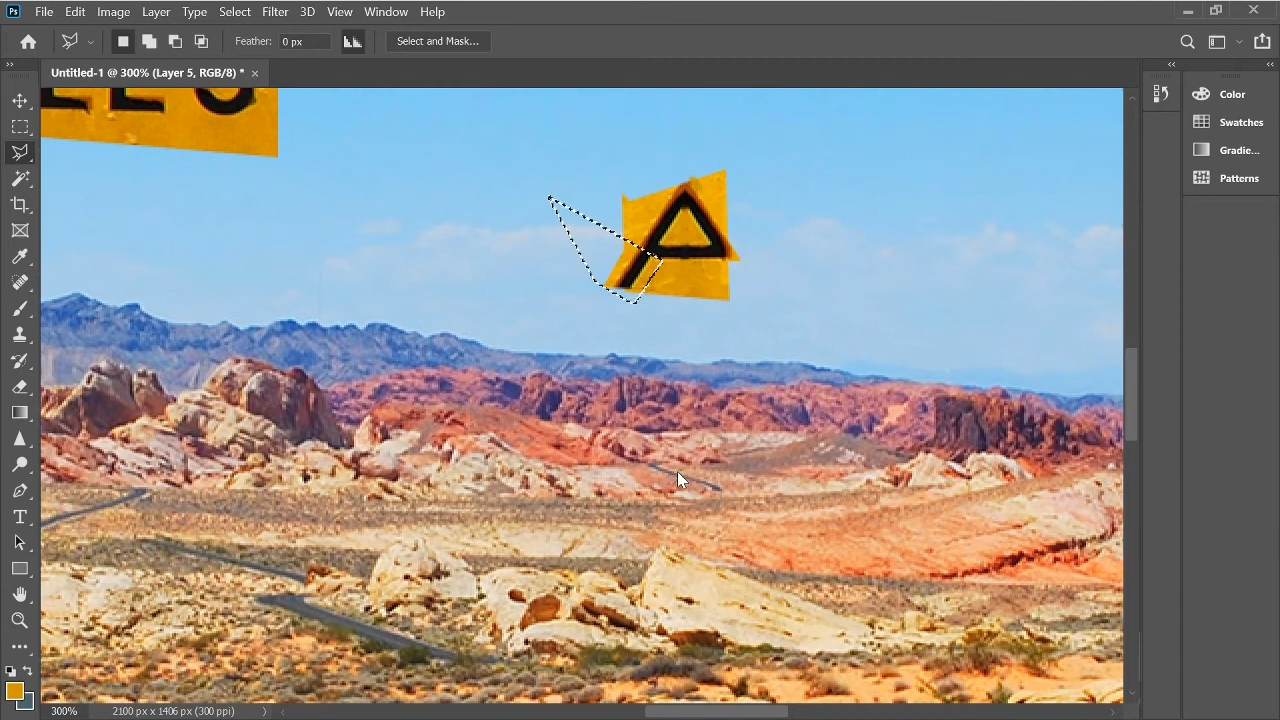 Ps File Edit Image Layer Type Select Filter 3D View Window Help
Feather: 0 px Select and Mask...
Untitled-1 @ 300% (Layer 5, RGB/8) * ×
Color
Swatches
Gradie...
Patterns
A
T
300% 2100 px x 1406 px (300 ppi)